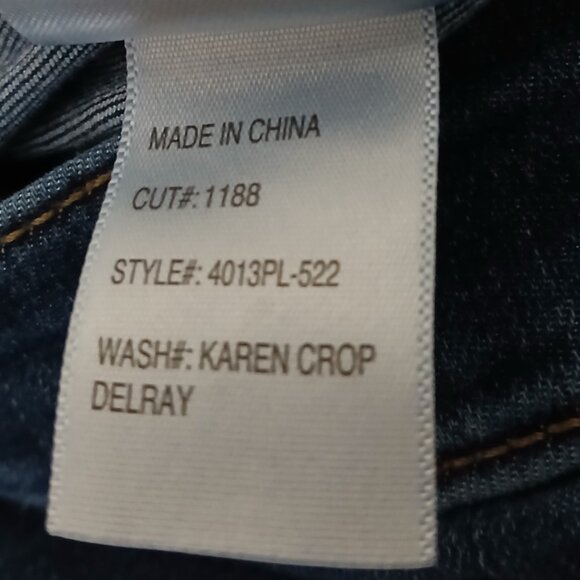 MADE IN CHINA
CUT#: 1188
STYLE#: 4013PL-522
WASH#: KAREN CROP
DELRAY